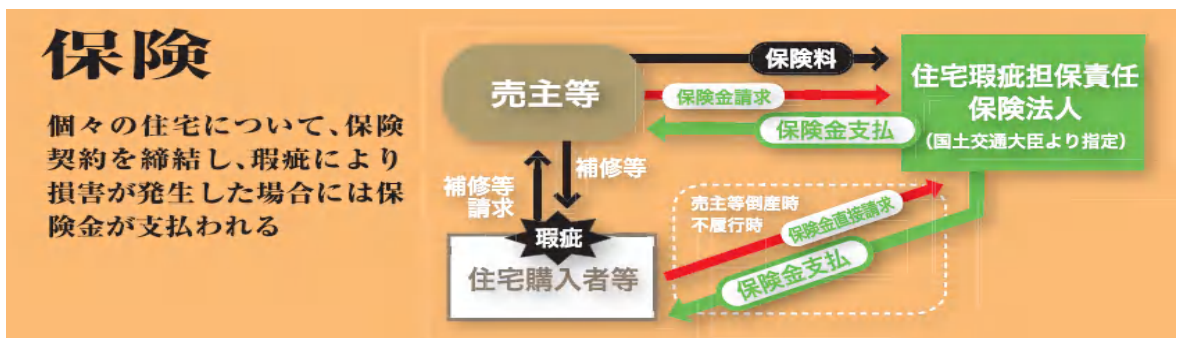 保険
個々の住宅について、保険
契約を締結し、瑕疵により
損害が発生した場合には保
険金が支払われる
売主等
保険料
保険金請求
保険金支払
住宅瑕疵担保責任
保険法人
（国土交通大臣より指定）
補修等
請求
補修等
瑕疵
住宅購入者等
売主等倒産時
不履行時
保険金直接請求
保険金支払